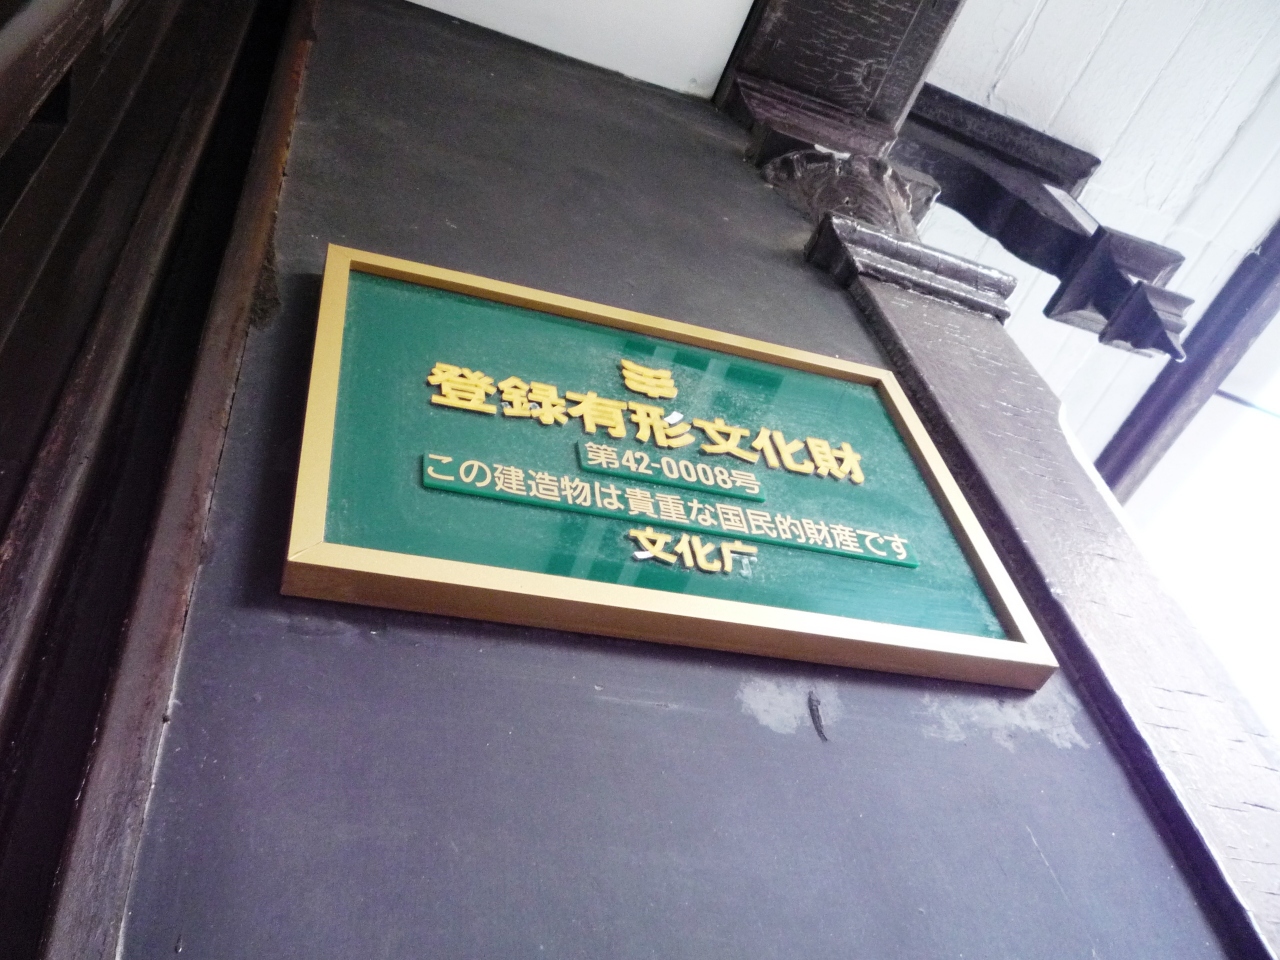 登録有形文化財
第42-0008号
この建造物は貴重な国民的財産です
文化庁